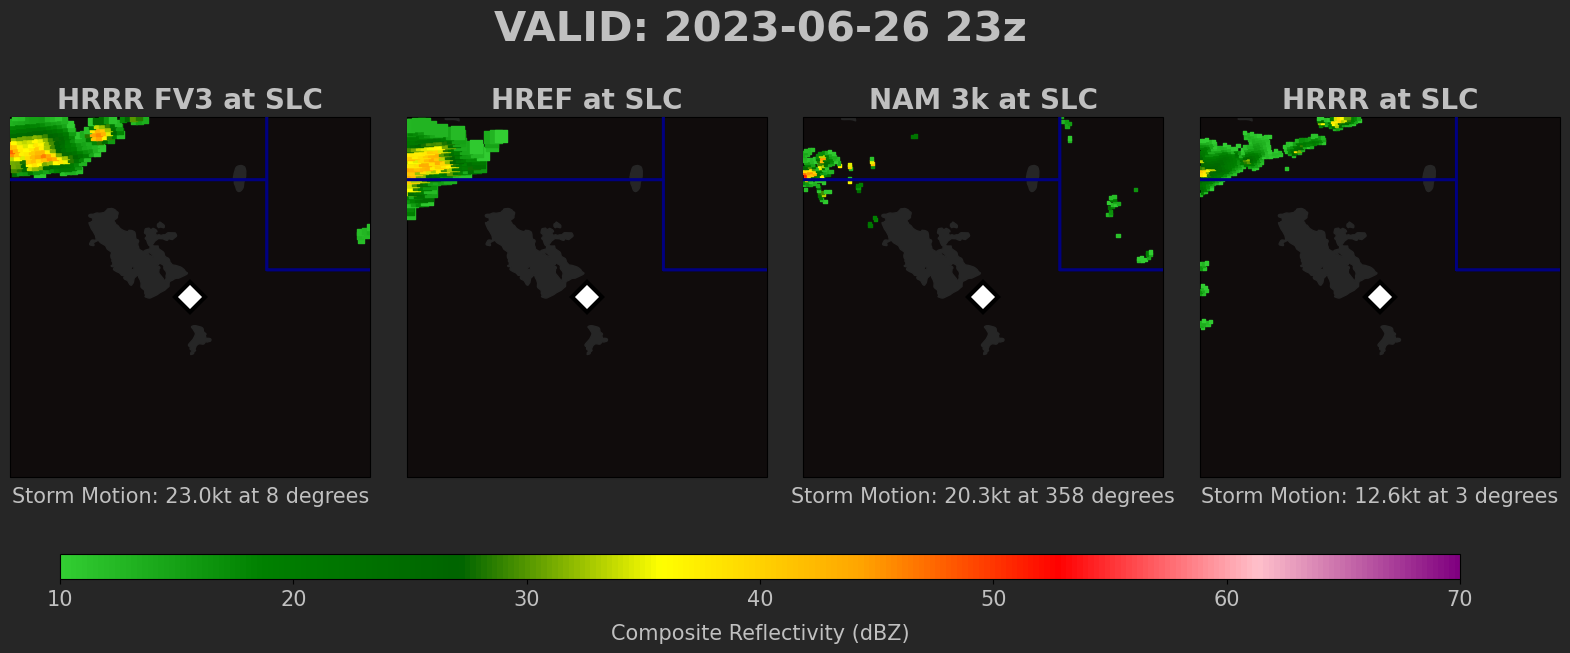 VALID: 2023-06-26 23z
HRRR FV3 at SLC
HREF at SLC
NAM 3k at SLC
HRRR at SLC
Storm Motion: 23.0kt at 8 degrees
Storm Motion: 20.3kt at 358 degrees
Storm Motion: 12.6kt at 3 degrees
10 20 30 40 50 60 70
Composite Reflectivity (dBZ)